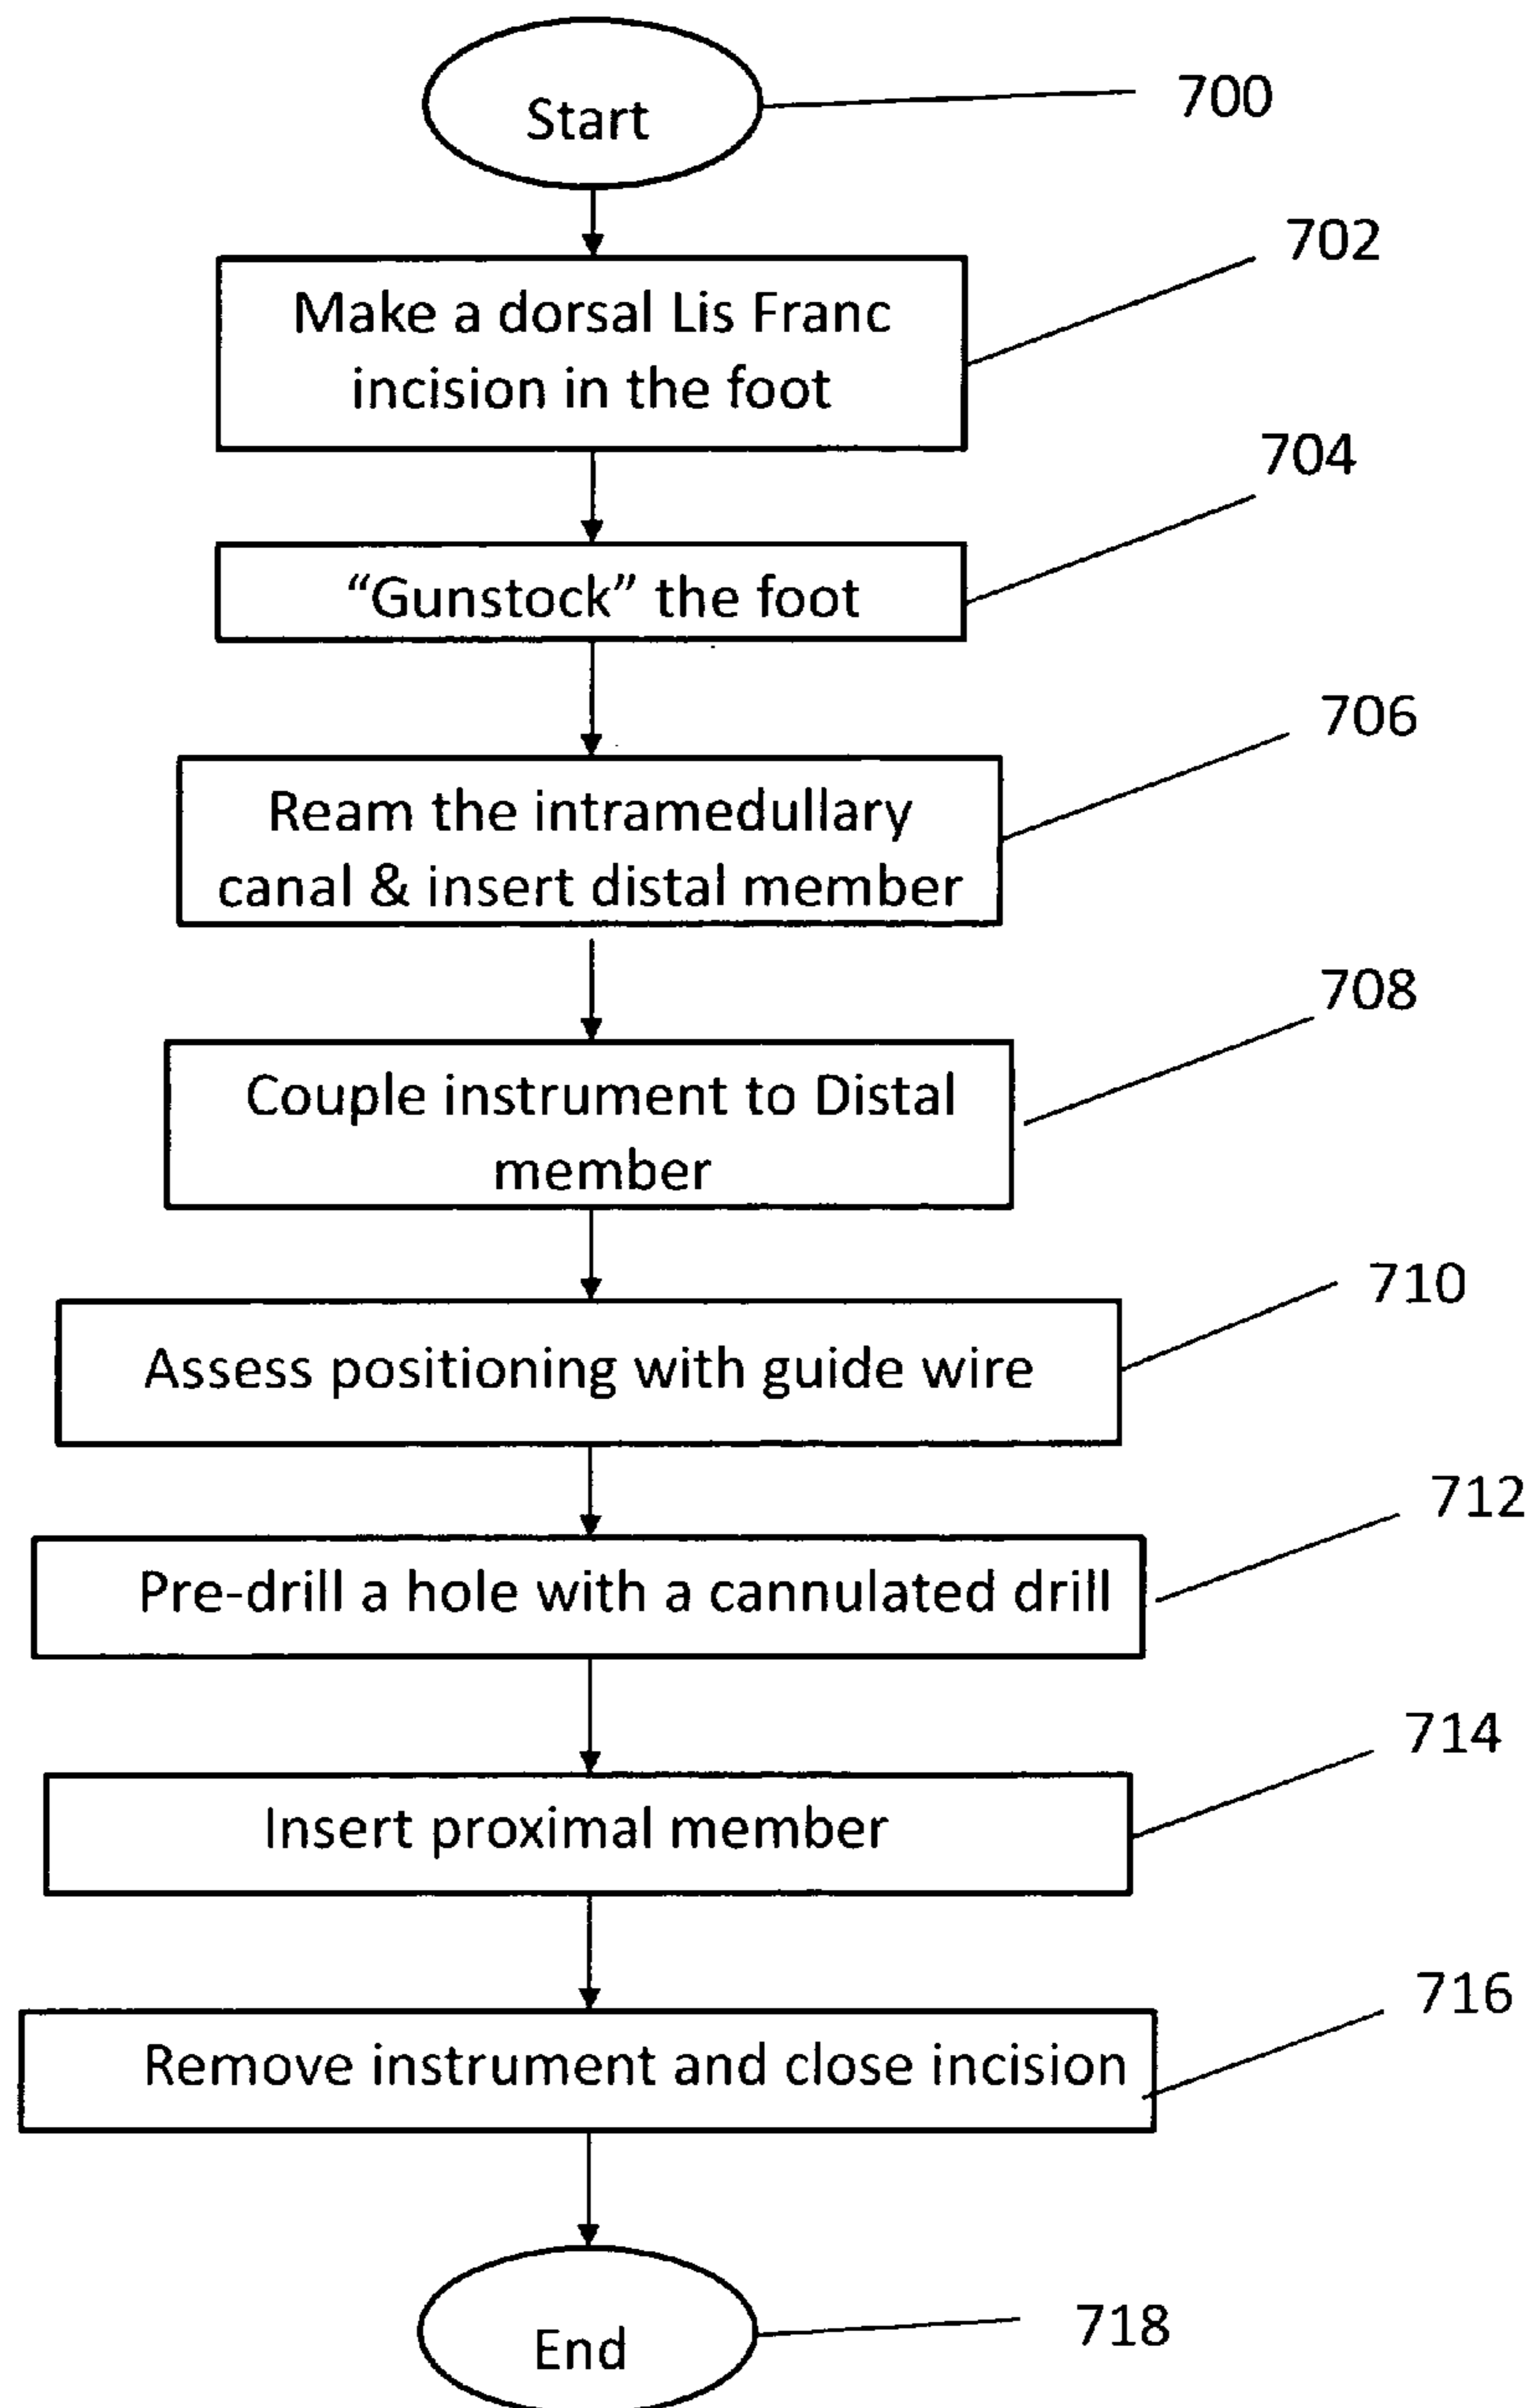 Start
700
702
Make a dorsal Lis Franc
incision in the foot
704
“Gunstock” the foot
706
Ream the intramedullary
canal & insert distal member
708
Couple instrument to Distal
member
710
Assess positioning with guide wire
712
Pre-drill a hole with a cannulated drill
714
Insert proximal member
716
Remove instrument and close incision
718
End